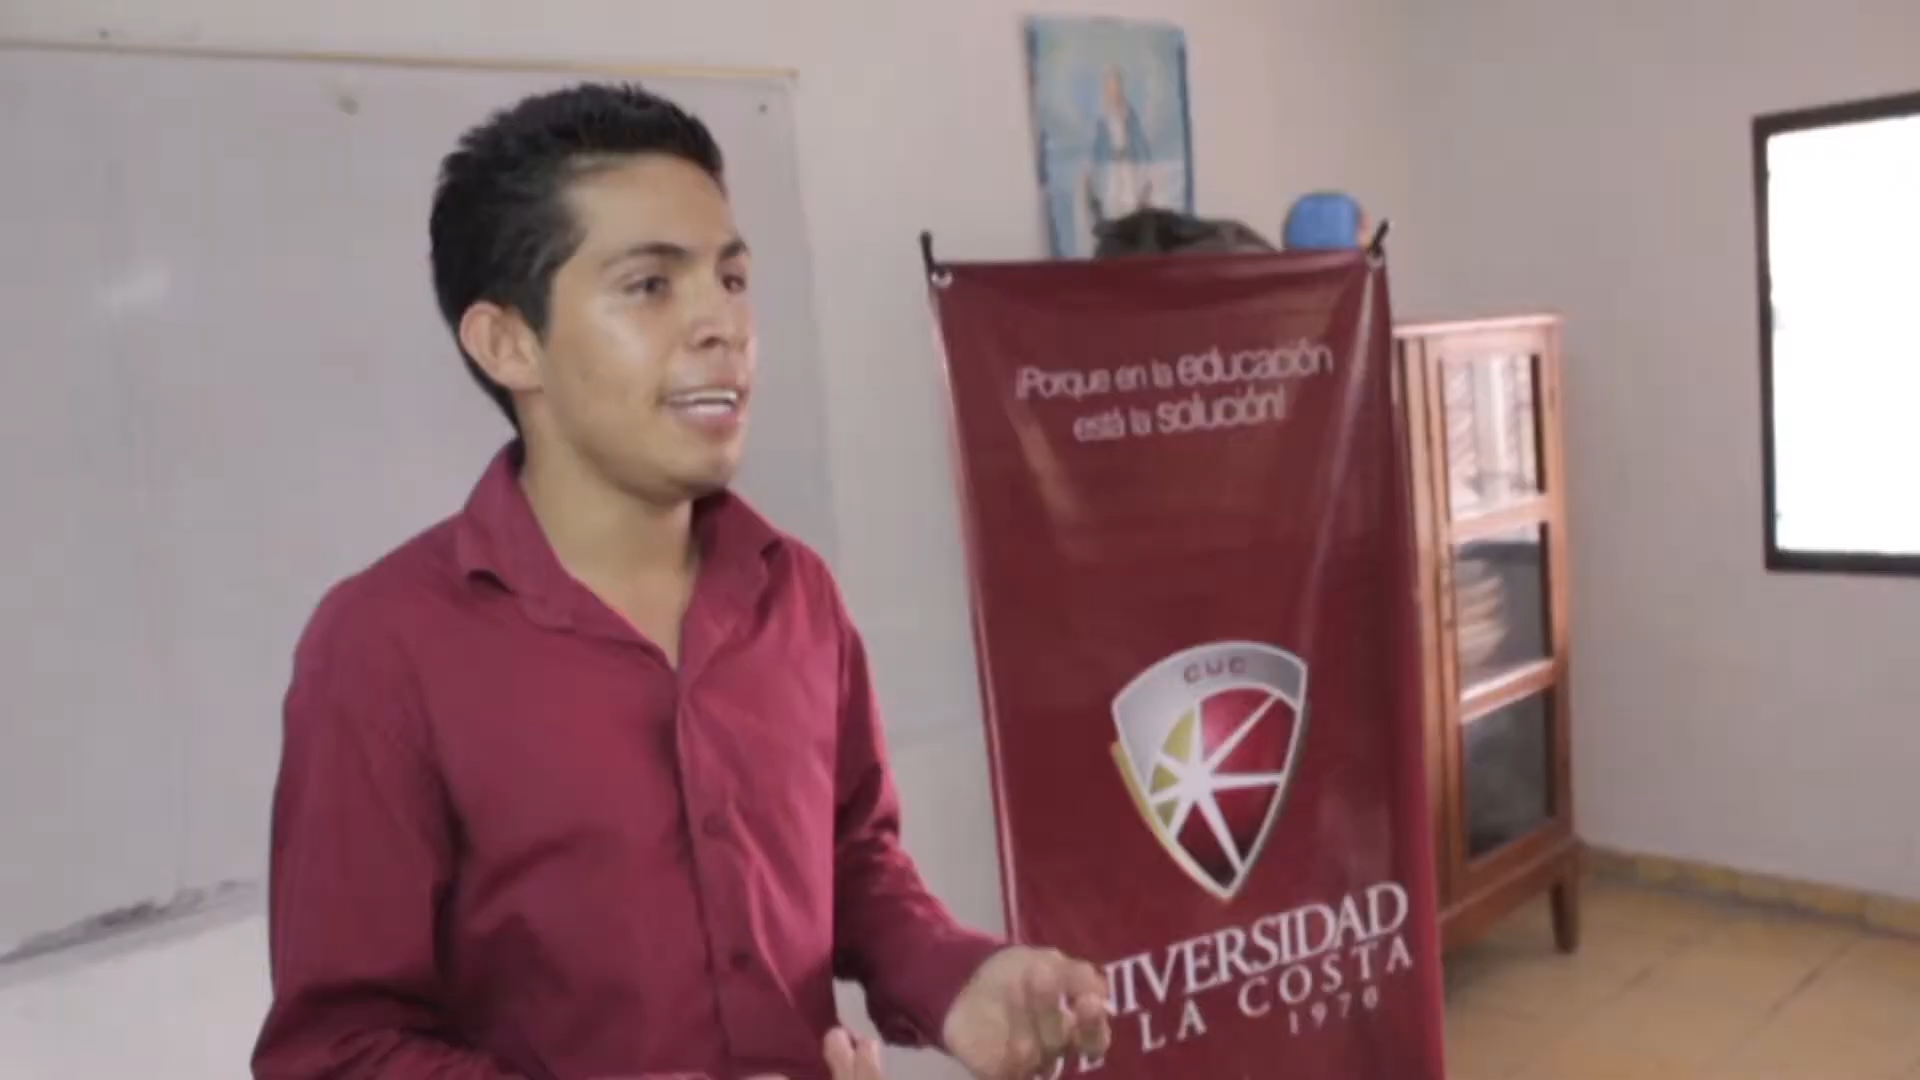 ¡Porque en la educación
está la solución!
CUC
UNIVERSIDAD
DE LA COSTA
1970